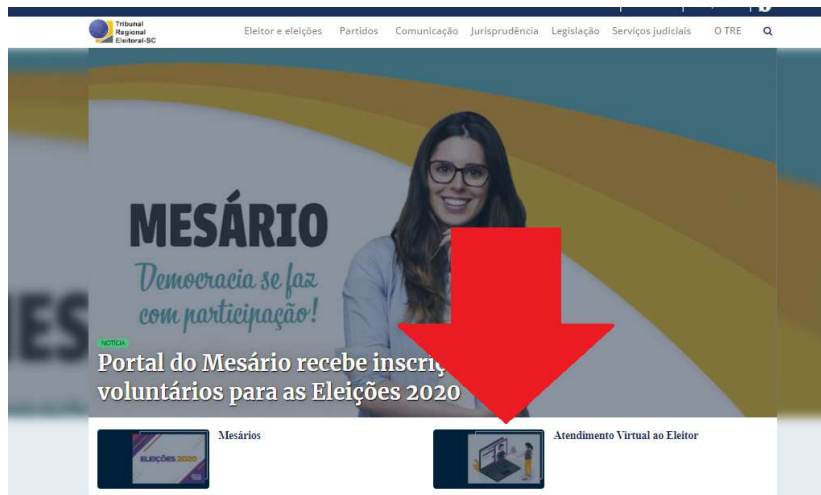 Tribunal
Regional
Eleitoral-SC
Eleitor e eleições Partidos Comunicação Jurisprudência Legislação Serviços judiciais O TRE
MESÁRIO
Democracia se faz
com participação!
NOTÍCIA
Portal do Mesário recebe
voluntários para as Eleições 2020
Mesários
ELEIÇÕES 2020
Atendimento Virtual ao Eleitor